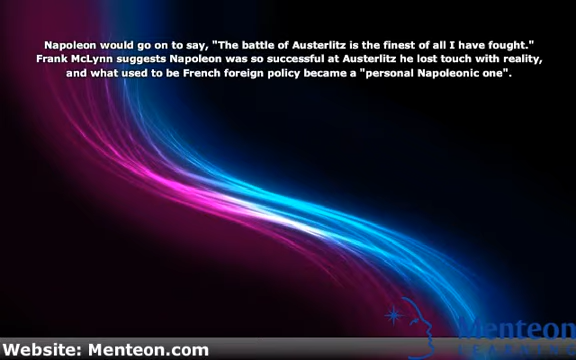 Napoleon would go on to say, "The battle of Austerlitz is the finest of all I have fought."
Frank McLynn suggests Napoleon was so successful at Austerlitz he lost touch with reality,
and what used to be French foreign policy became a "personal Napoleonic one".
Menteon
LEARNING
Website: Menteon.com